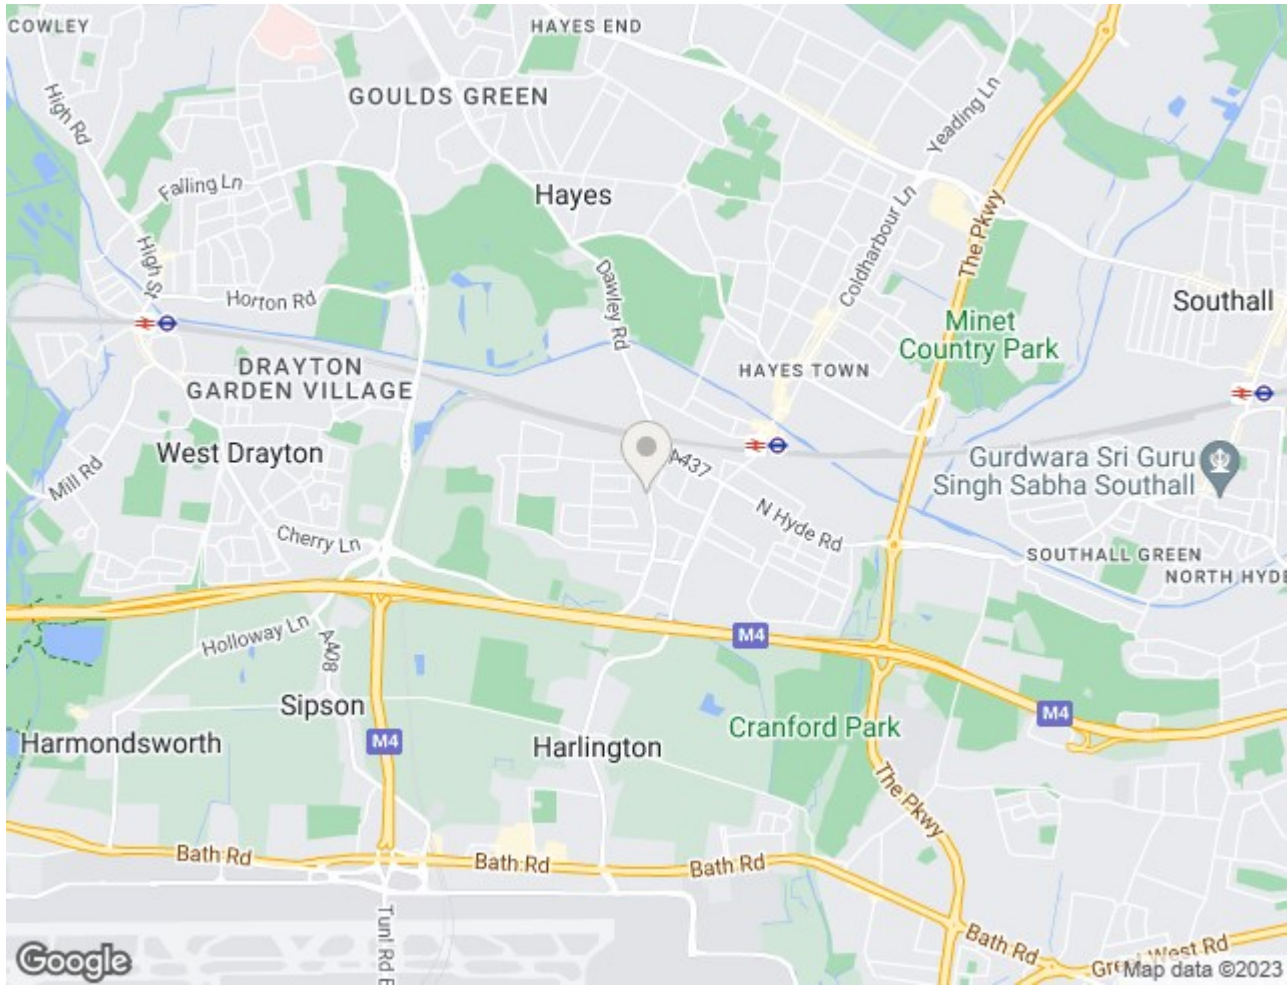 COWLEY
HAYES END
GOULDS GREEN
High Rd
Yeading Ln
Falling Ln
Hayes
Coldharbour Ln
The Pkwy
High St
Dawley Rd
Horton Rd
Southall
Minet
Country Park
DRAYTON
GARDEN VILLAGE
HAYES TOWN
West Drayton
A437
Gurdwara Sri Guru
Singh Sabha Southall
Mill Rd
N Hyde Rd
Cherry Ln
SOUTHALL GREEN
NORTH HYDE
Holloway Ln
A408
M4
Sipson
M4
Cranford Park
Harmondsworth
M4
Harlington
The Pkwy
Bath Rd
Bath Rd
Bath Rd
Bath Rd
Great West Rd
Google
Map data ©2023